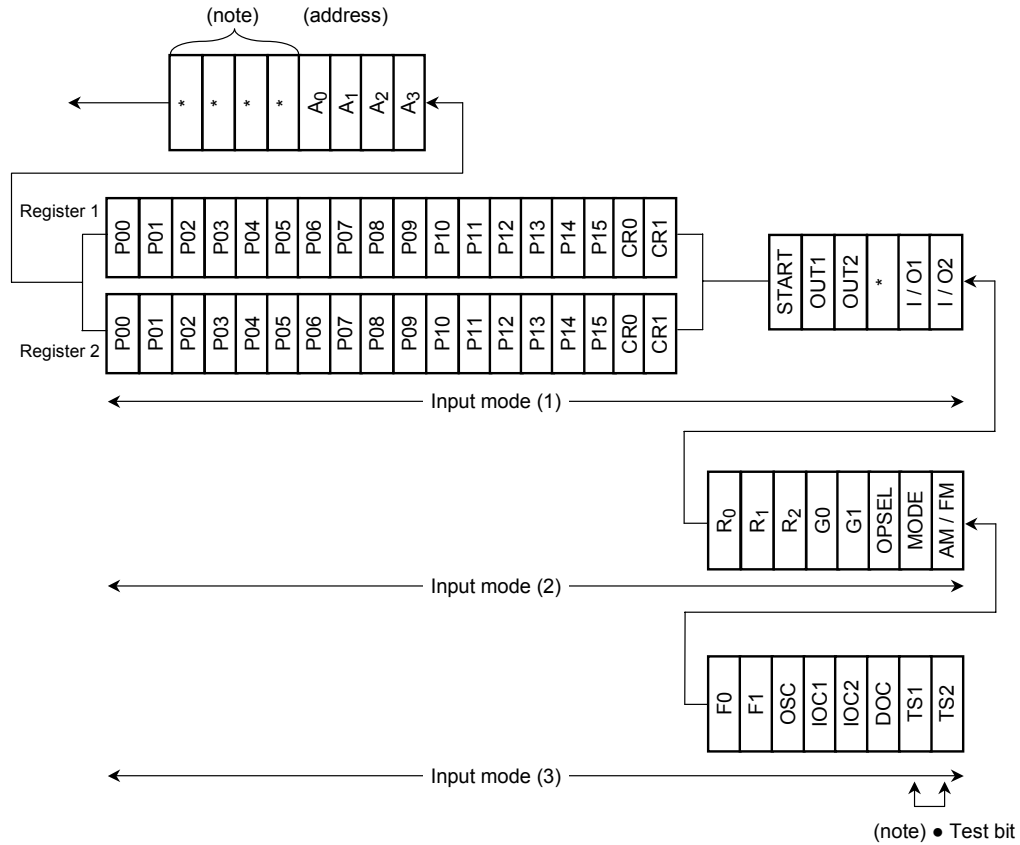 (note) (address)
* * * * A0 A1 A2 A3
Register 1
P00 P01 P02 P03 P04 P05 P06 P07 P08 P09 P10 P11 P12 P13 P14 P15 CR0 CR1
START OUT1 OUT2 * I / O1 I / O2
Register 2
P00 P01 P02 P03 P04 P05 P06 P07 P08 P09 P10 P11 P12 P13 P14 P15 CR0 CR1
Input mode (1)
R0 R1 R2 G0 G1 OPSEL MODE AM / FM
Input mode (2)
F0 F1 OSC IOC1 IOC2 DOC TS1 TS2
Input mode (3)
(note) ● Test bit